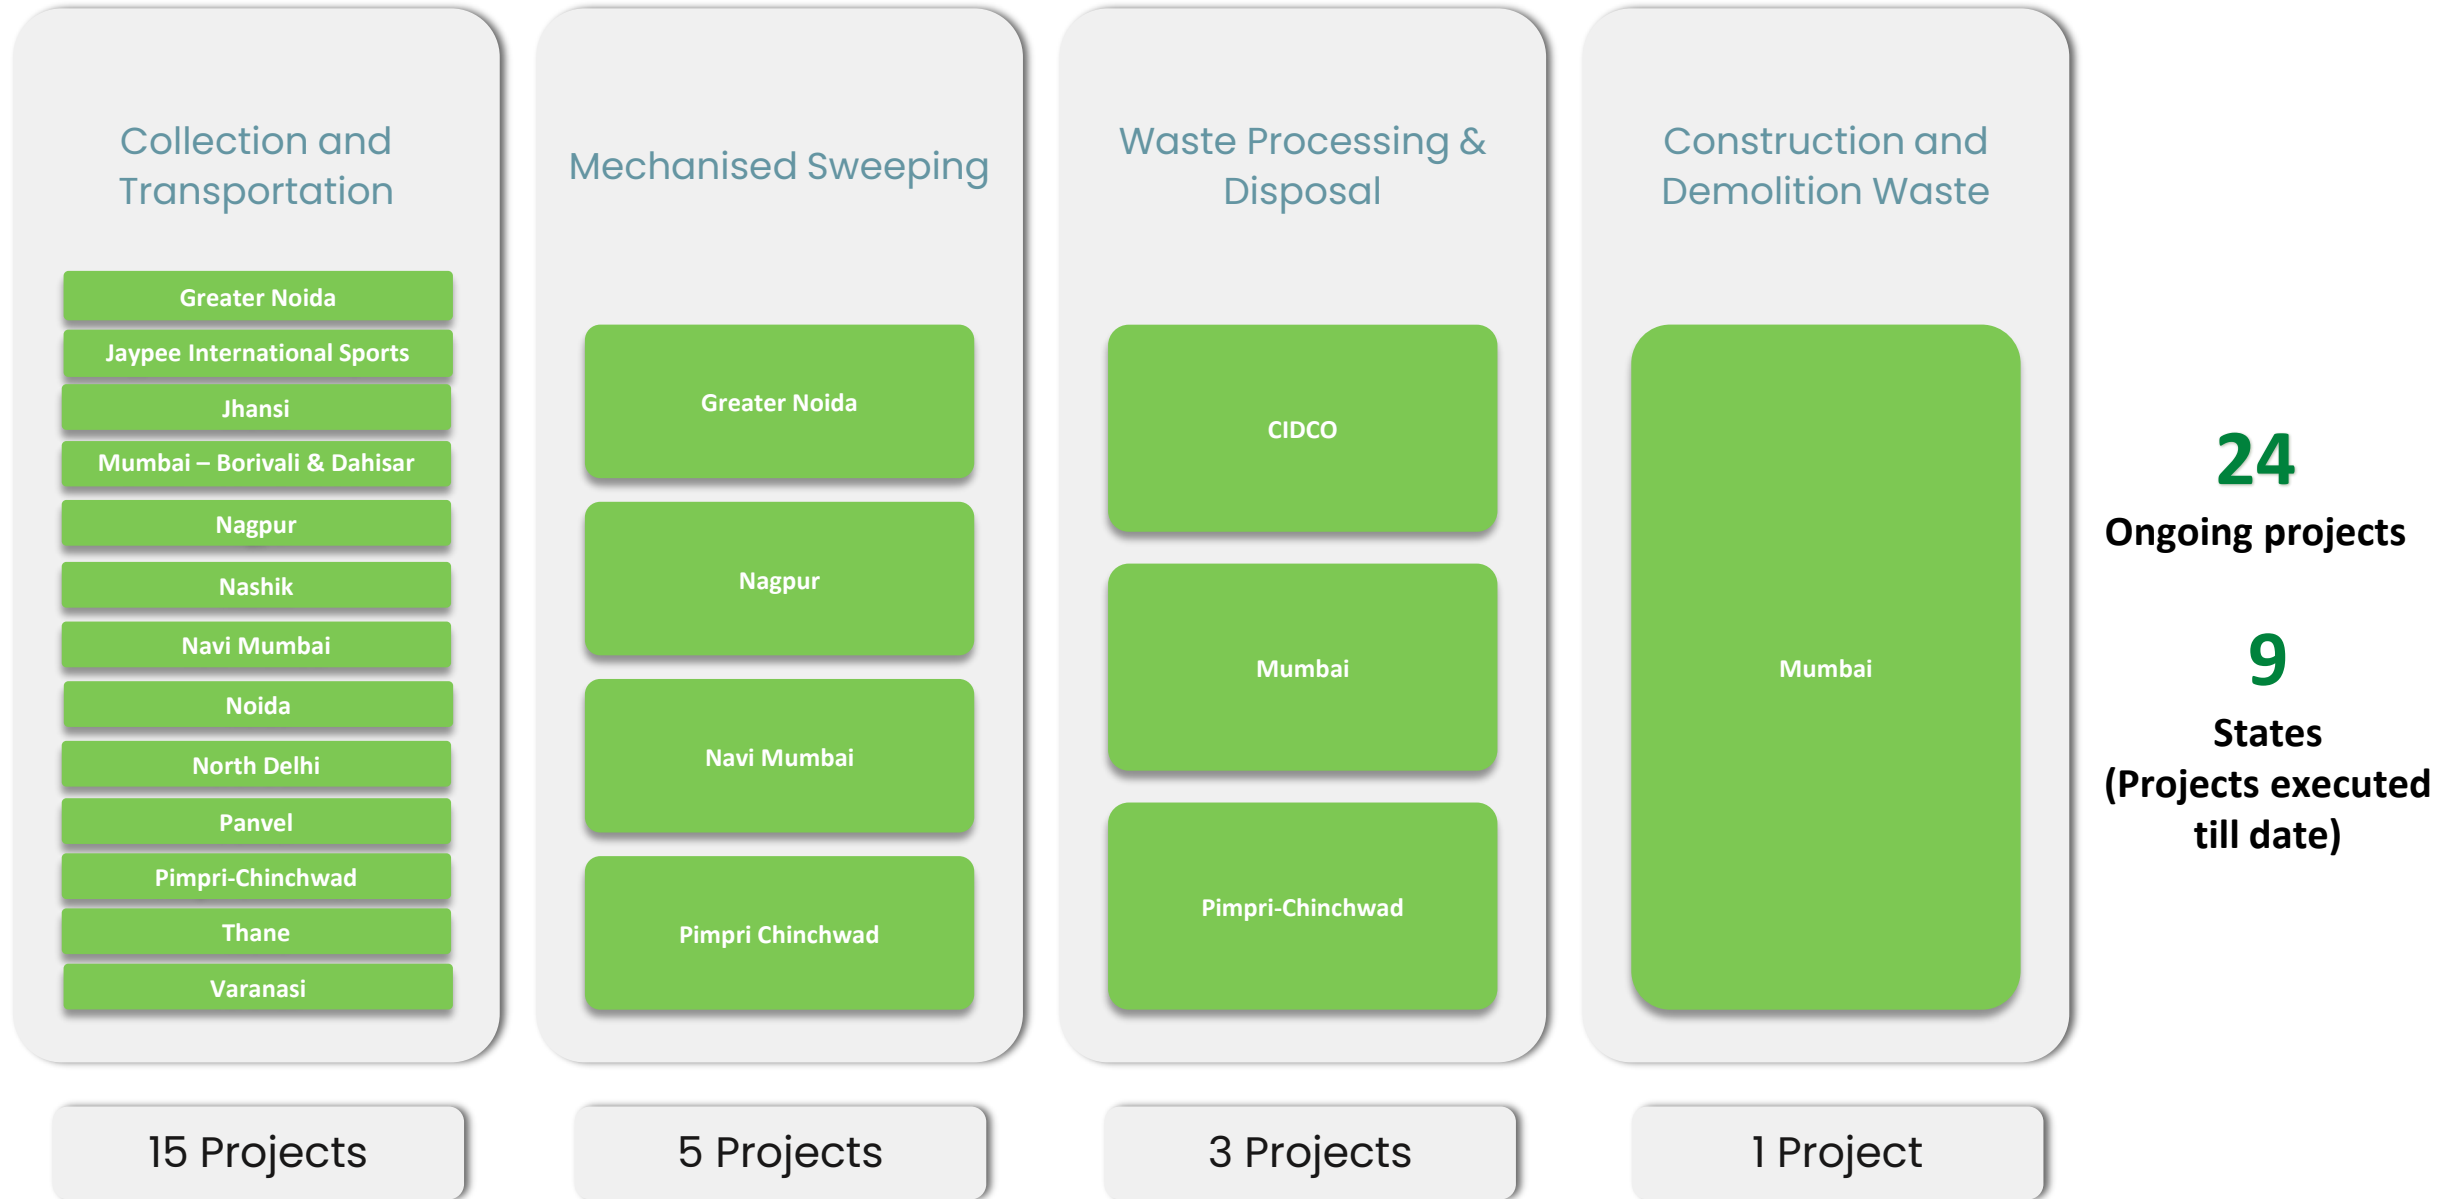 Collection and
Transportation
Greater Noida
Jaypee International Sports
Jhansi
Mumbai – Borivali & Dahisar
Nagpur
Nashik
Navi Mumbai
Noida
North Delhi
Panvel
Pimpri-Chinchwad
Thane
Varanasi
15 Projects
Mechanised Sweeping
Greater Noida
Nagpur
Navi Mumbai
Pimpri Chinchwad
5 Projects
Waste Processing &
Disposal
CIDCO
Mumbai
Pimpri-Chinchwad
3 Projects
Construction and
Demolition Waste
Mumbai
1 Project
24
Ongoing projects
9
States
(Projects executed
till date)